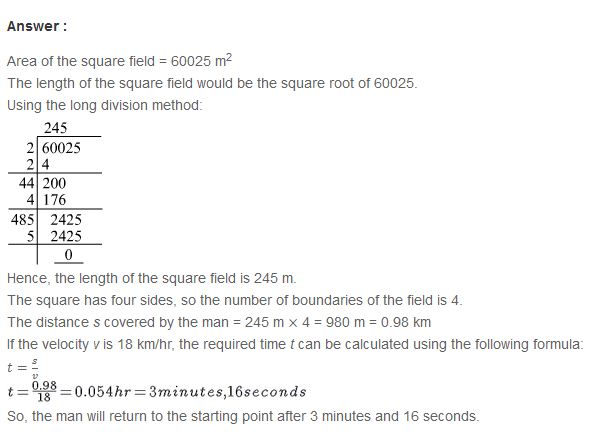 Answer :
Area of the square field = 60025 m²
The length of the square field would be the square root of 60025.
Using the long division method:
245
2 60025
2 4
44 200
4 176
485 2425
5 2425
0
Hence, the length of the square field is 245 m.
The square has four sides, so the number of boundaries of the field is 4.
The distance s covered by the man = 245 m × 4 = 980 m = 0.98 km
If the velocity v is 18 km/hr, the required time t can be calculated using the following formula:
t = s/v
t = 0.98/18 = 0.054hr = 3minutes,16seconds
So, the man will return to the starting point after 3 minutes and 16 seconds.